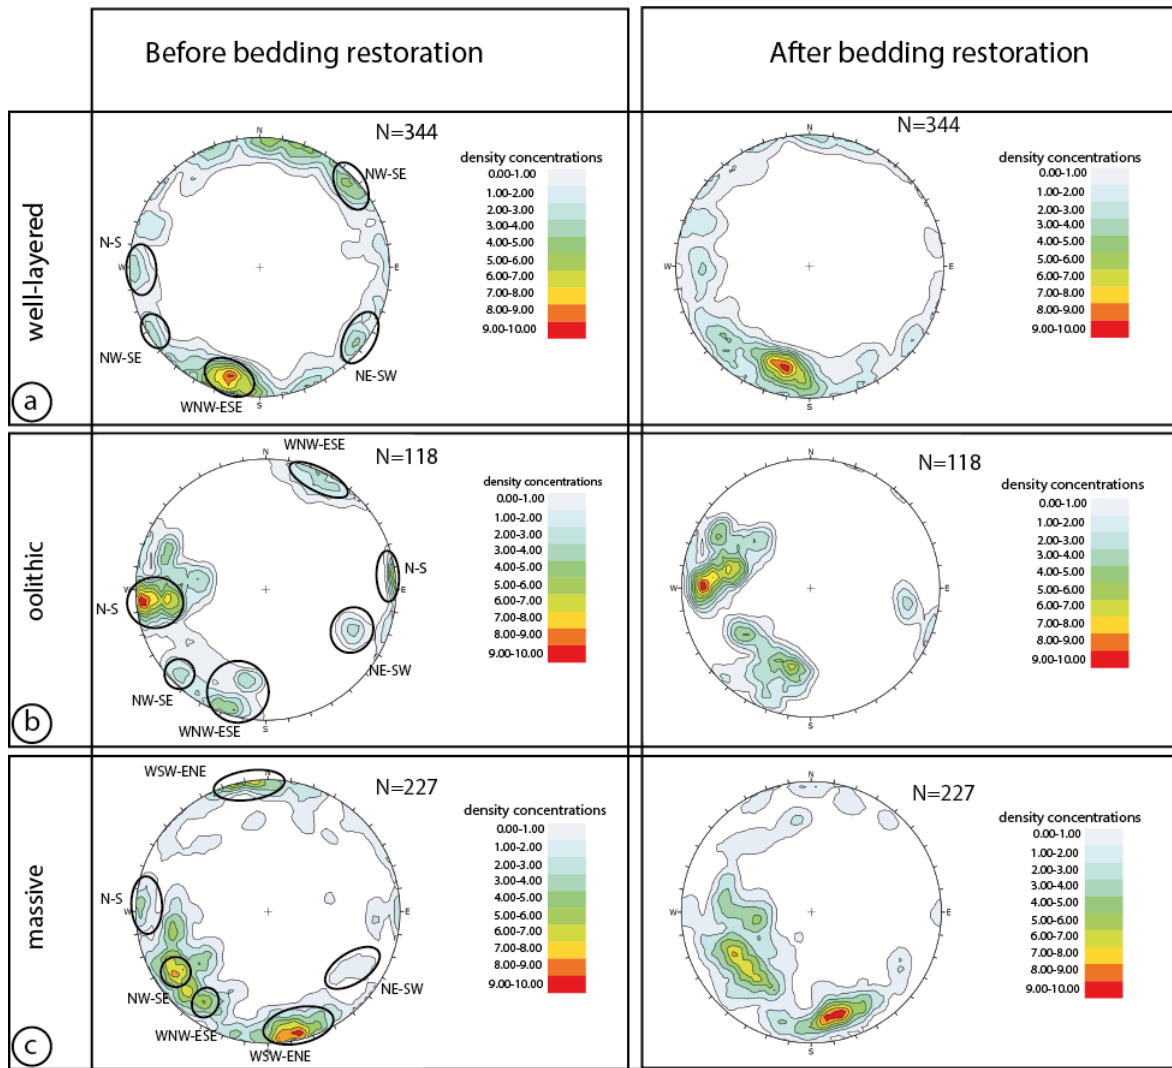 Before bedding restoration
After bedding restoration
well-layered
a
N=344
N
E
S
W
NW-SE
N-S
NW-SE
WNW-ESE
NE-SW
density concentrations
0.00-1.00
1.00-2.00
2.00-3.00
3.00-4.00
4.00-5.00
5.00-6.00
6.00-7.00
7.00-8.00
8.00-9.00
9.00-10.00
N=344
N
E
S
W
density concentrations
0.00-1.00
1.00-2.00
2.00-3.00
3.00-4.00
4.00-5.00
5.00-6.00
6.00-7.00
7.00-8.00
8.00-9.00
9.00-10.00
oolithic
b
WNW-ESE
N=118
N
E
S
W
N-S
N-S
NE-SW
NW-SE
WNW-ESE
density concentrations
0.00-1.00
1.00-2.00
2.00-3.00
3.00-4.00
4.00-5.00
5.00-6.00
6.00-7.00
7.00-8.00
8.00-9.00
9.00-10.00
N=118
N
E
S
W
density concentrations
0.00-1.00
1.00-2.00
2.00-3.00
3.00-4.00
4.00-5.00
5.00-6.00
6.00-7.00
7.00-8.00
8.00-9.00
9.00-10.00
massive
c
WSW-ENE
N=227
N
E
W
N-S
NW-SE
WNW-ESE
WSW-ENE
NE-SW
density concentrations
0.00-1.00
1.00-2.00
2.00-3.00
3.00-4.00
4.00-5.00
5.00-6.00
6.00-7.00
7.00-8.00
8.00-9.00
9.00-10.00
N=227
N
E
S
W
density concentrations
0.00-1.00
1.00-2.00
2.00-3.00
3.00-4.00
4.00-5.00
5.00-6.00
6.00-7.00
7.00-8.00
8.00-9.00
9.00-10.00